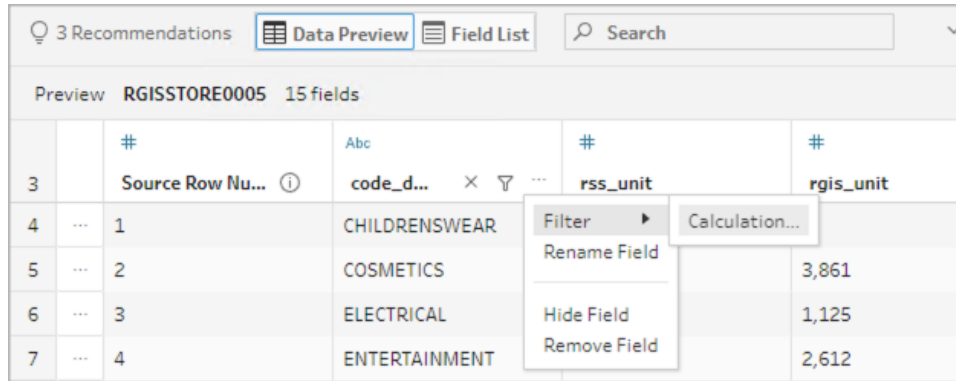 3 Recommendations Data Preview Field List Search
Preview RGISSTORE0005 15 fields
# Abc # #
3 Source Row Nu... code_d... ... rss_unit rgis_unit
4 ... 1 CHILDRENSWEAR Filter Calculation...
Rename Field
5 ... 2 COSMETICS 3,861
6 ... 3 ELECTRICAL Hide Field 1,125
Remove Field
7 ... 4 ENTERTAINMENT 2,612